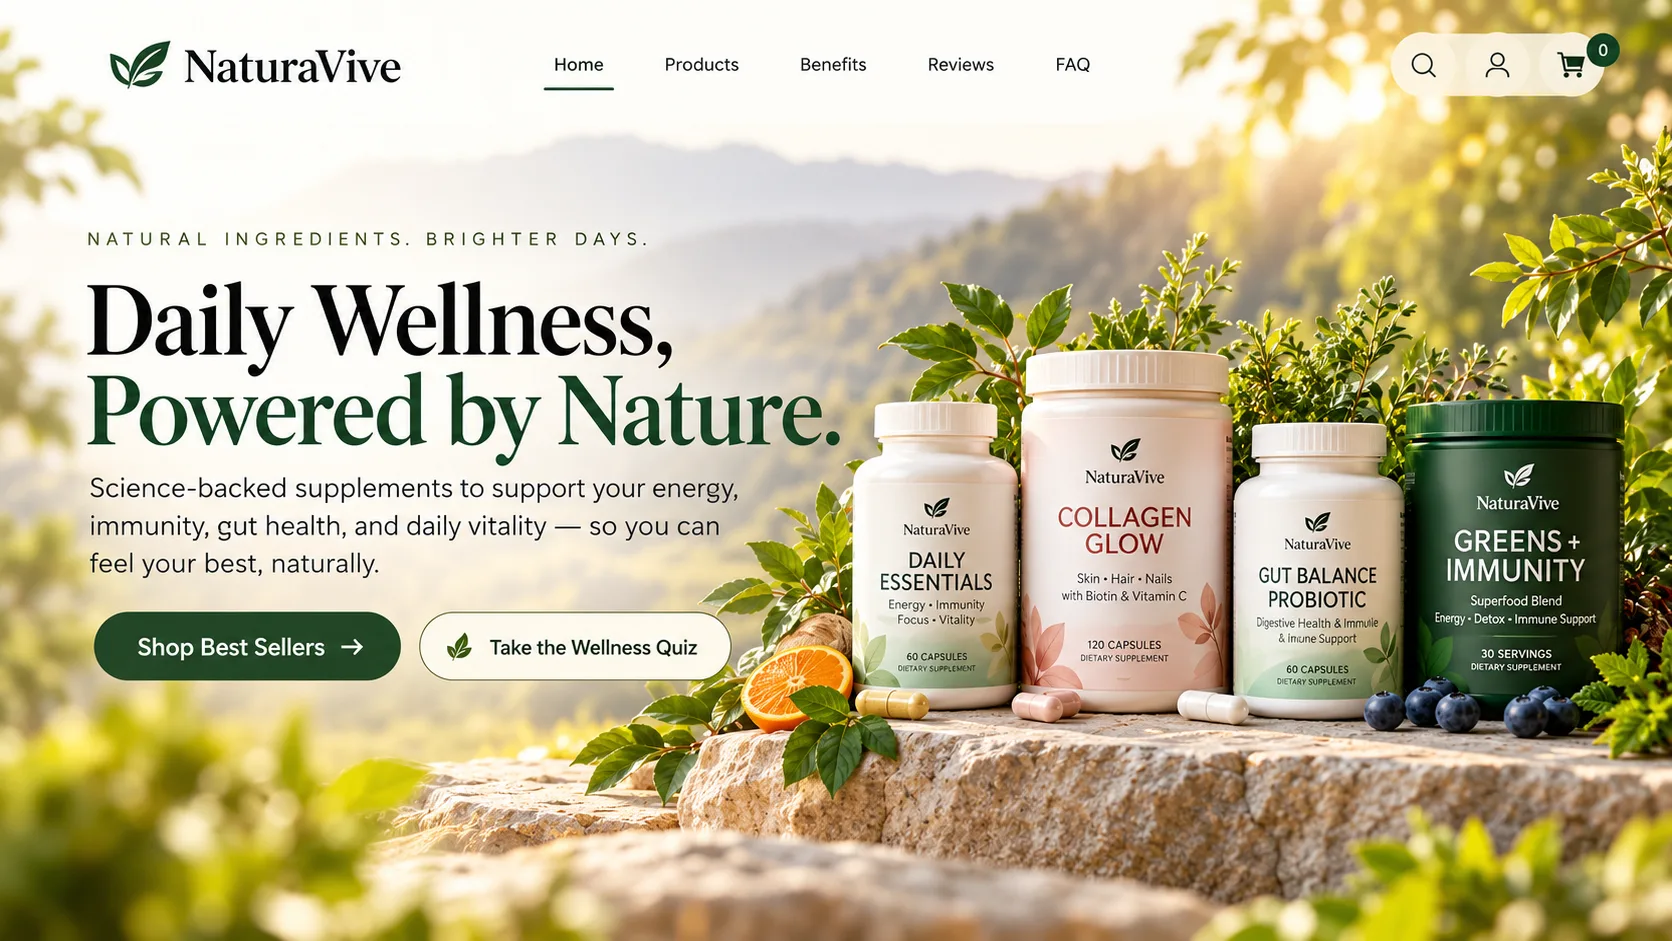 NaturaVive
Home
Products
Benefits
Reviews
FAQ
0
NATURAL INGREDIENTS. BRIGHTER DAYS.
Daily Wellness,
Powered by Nature.
Science-backed supplements to support your energy,
immunity, gut health, and daily vitality — so you can
feel your best, naturally.
Shop Best Sellers →
Take the Wellness Quiz
NaturaVive
DAILY
ESSENTIALS
Energy • Immunity
Focus • Vitality
60 CAPSULES
DIETARY SUPPLEMENT
NaturaVive
COLLAGEN
GLOW
Skin • Hair • Nails
with Biotin & Vitamin C
120 CAPSULES
DIETARY SUPPLEMENT
NaturaVive
GUT BALANCE
PROBIOTIC
Digestive Health & Immule
& Imune Support
60 CAPSULES
DIETARY SUPPLEMENT
NaturaVive
GREENS +
IMMUNITY
Superfood Blend
Energy • Detox • Immune Support
30 SERVINGS
DIETARY SUPPLEMENT